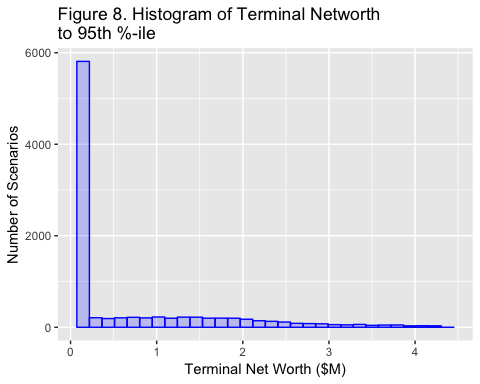 Figure 8. Histogram of Terminal Networth
to 95th %-ile
6000
4000
2000
0
Number of Scenarios
0 1 2 3 4
Terminal Net Worth ($M)